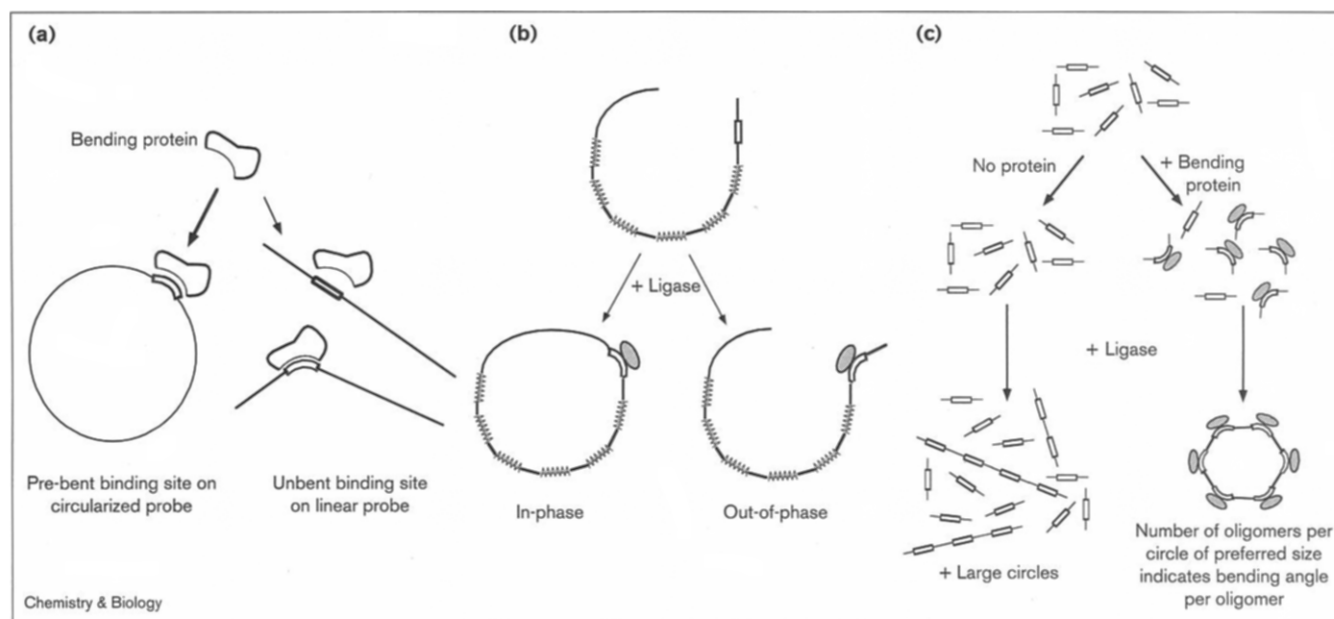 (a)
Bending protein
Pre-bent binding site on
circularized probe
Unbent binding site
on linear probe
(b)
+ Ligase
In-phase
Out-of-phase
(c)
No protein
+ Bending
protein
+ Ligase
+ Large circles
Number of oligomers per
circle of preferred size
indicates bending angle
per oligomer
Chemistry & Biology